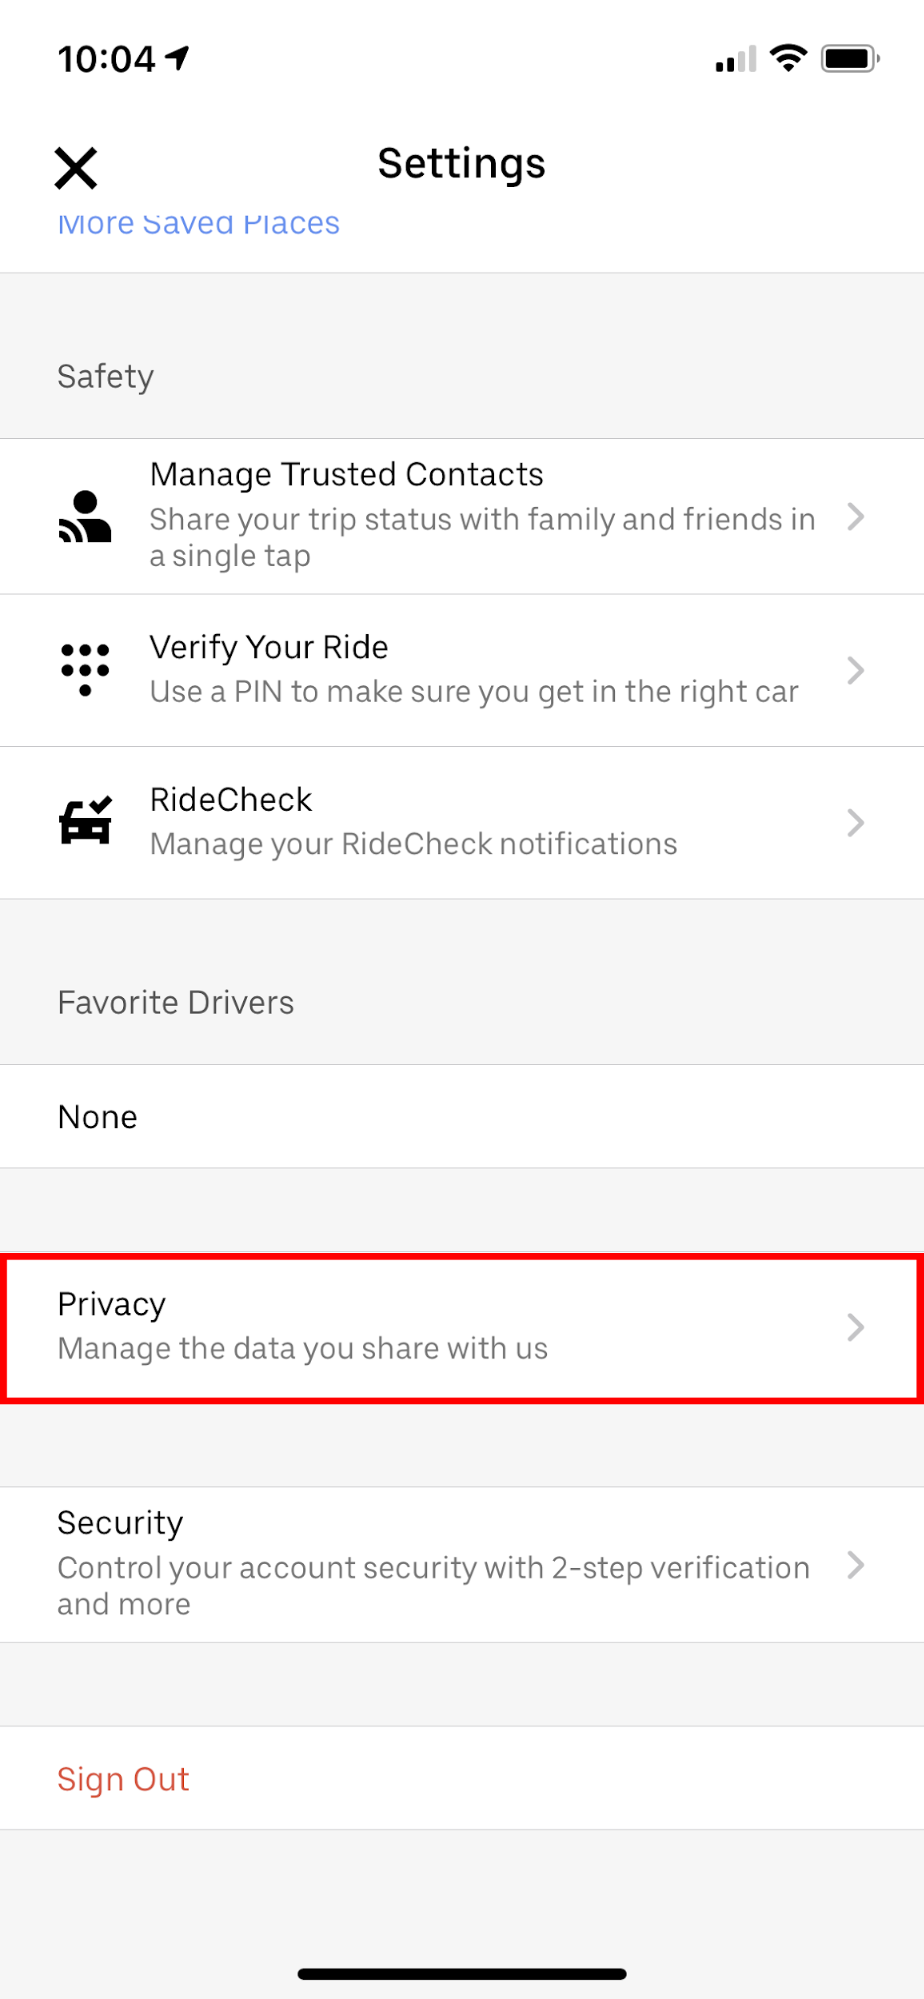 10:04
Settings
More Saved Places
Safety
Manage Trusted Contacts
Share your trip status with family and friends in
a single tap
Verify Your Ride
Use a PIN to make sure you get in the right car
RideCheck
Manage your RideCheck notifications
Favorite Drivers
None
Privacy
Manage the data you share with us
Security
Control your account security with 2-step verification
and more
Sign Out